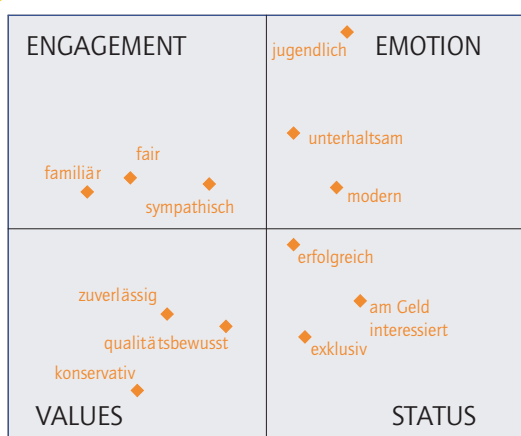 ENGAGEMENT
EMOTION
jugendlich
unterhaltsam
fair
familiär
modern
sympathisch
erfolgreich
zuverlässig
am Geld
interessiert
qualitätsbewusst
exklusiv
konservativ
VALUES
STATUS